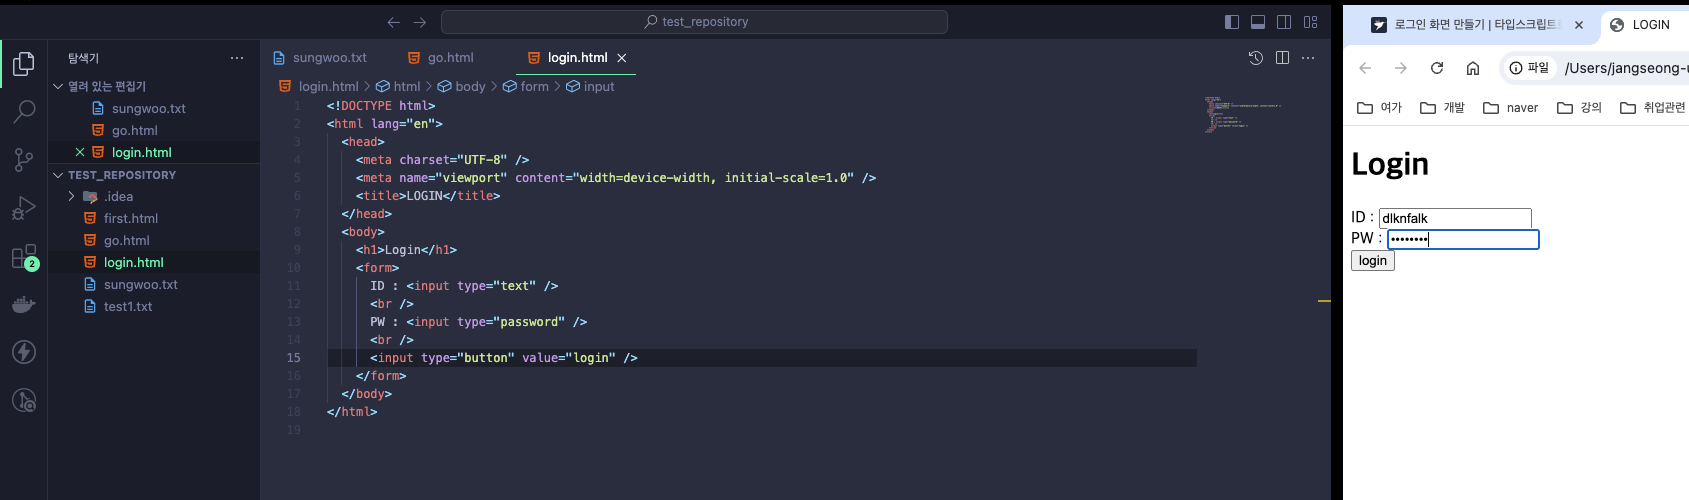 test_repository
탐색기
열려 있는 편집기
sungwoo.txt
go.html
login.html
TEST_REPOSITORY
.idea
first.html
go.html
login.html
sungwoo.txt
test1.txt
2
sungwoo.txt go.html login.html
login.html > html > body > form > input
1 <!DOCTYPE html>
2 <html lang="en">
3 <head>
4 <meta charset="UTF-8" />
5 <meta name="viewport" content="width=device-width, initial-scale=1.0" />
6 <title>LOGIN</title>
7 </head>
8 <body>
9 <h1>Login</h1>
10 <form>
11 ID : <input type="text" />
12 <br />
13 PW : <input type="password" />
14 <br />
15 <input type="button" value="login" />
16 </form>
17 </body>
18 </html>
19
로그인 화면 만들기 | 타입스크립트 LOGIN
파일 /Users/jangseong-u
여가 개발 naver 강의 취업관련
Login
ID : dlknfalk
PW : ••••••••
login